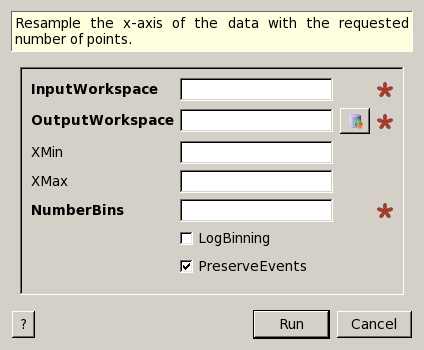 Resample the x-axis of the data with the requested
number of points.
InputWorkspace
OutputWorkspace
XMin
XMax
NumberBins
LogBinning
PreserveEvents
? Run Cancel